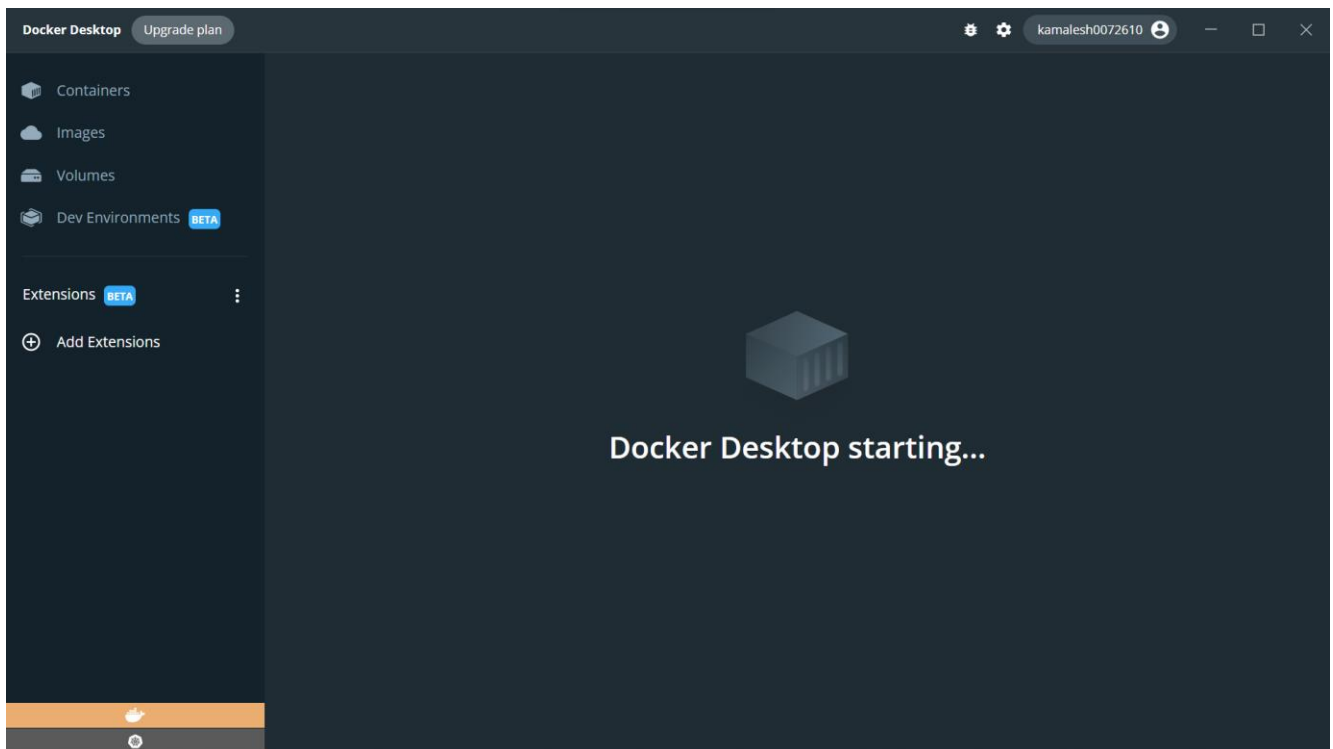 Docker Desktop Upgrade plan kamalesh0072610
Containers
Images
Volumes
Dev Environments BETA
Extensions BETA
Add Extensions
Docker Desktop starting...